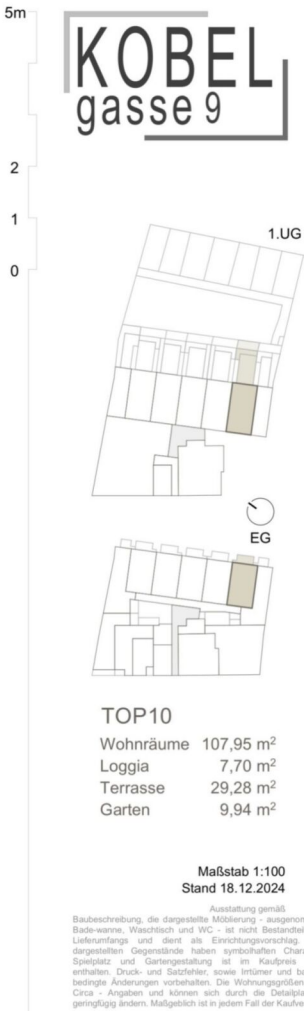 5m
KOBEL
gasse 9
2
1
0
1.UG
EG
TOP10
Wohnräume 107,95 m²
Loggia 7,70 m²
Terrasse 29,28 m²
Garten 9,94 m²
Maßstab 1:100
Stand 18.12.2024
Ausstattung gemäß
Baubeschreibung, die dargestellte Möblierung - ausgenom
Bade-wanne, Waschtisch und WC - ist nicht Bestandtei
Lieferumfangs und dient als Einrichtungsvorschlag.
dargestellten Gegenstände haben symbolhaften Chara
Spielplatz und Gartengestaltung ist im Kaufpreis
enthalten. Druck- und Satzfehler, sowie Irrtümer und ba
bedingte Änderungen vorbehalten. Die Wohnungsgrößen
Circa - Angaben und können sich durch die Detailpla
geringfügig ändern. Maßgeblich ist in jedem Fall der Kaufve